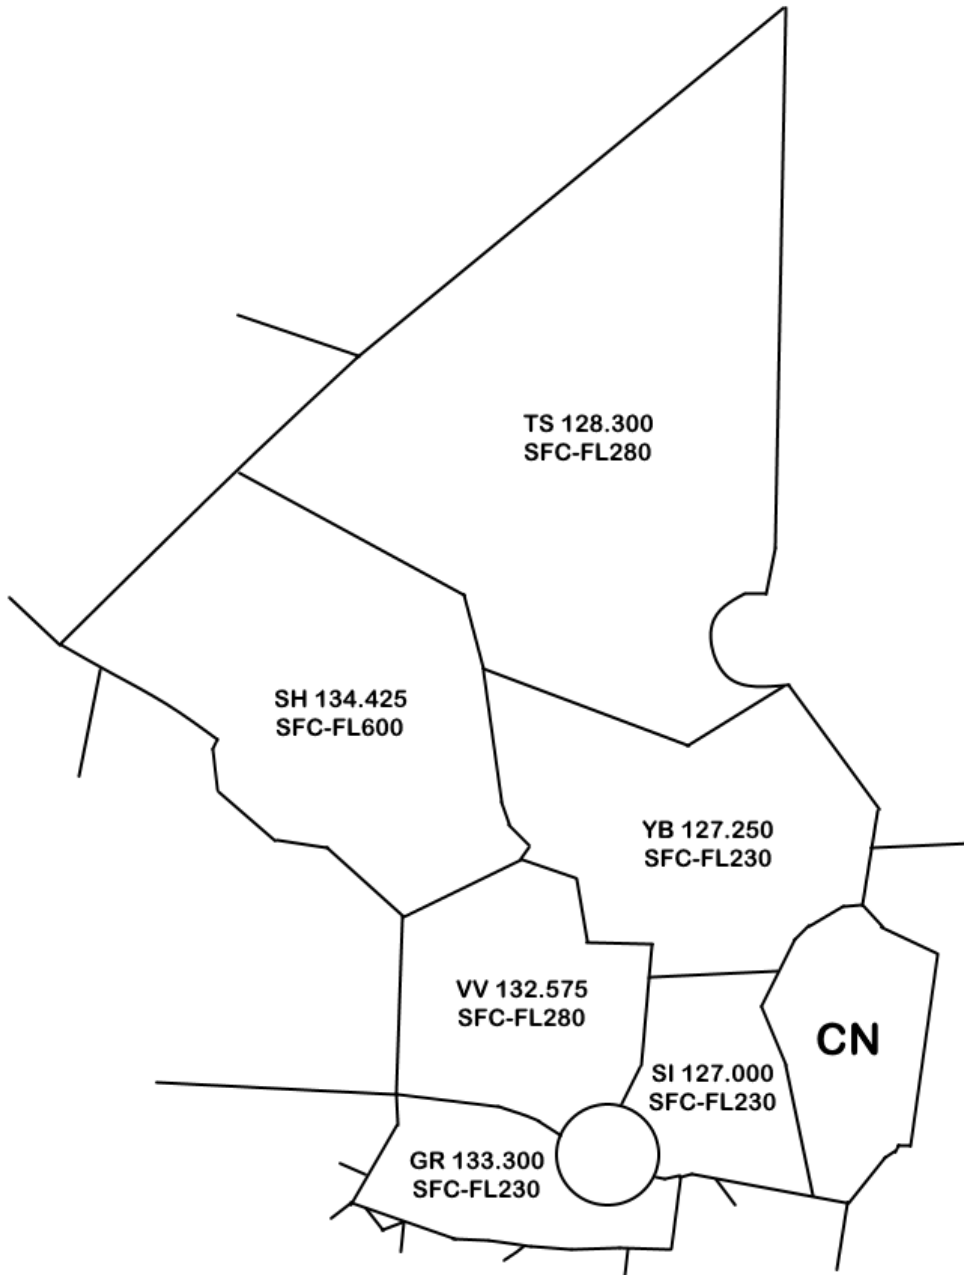 TS 128.300
SFC-FL280
SH 134.425
SFC-FL600
YB 127.250
SFC-FL230
VV 132.575
SFC-FL280
CN
SI 127.000
SFC-FL230
GR 133.300
SFC-FL230